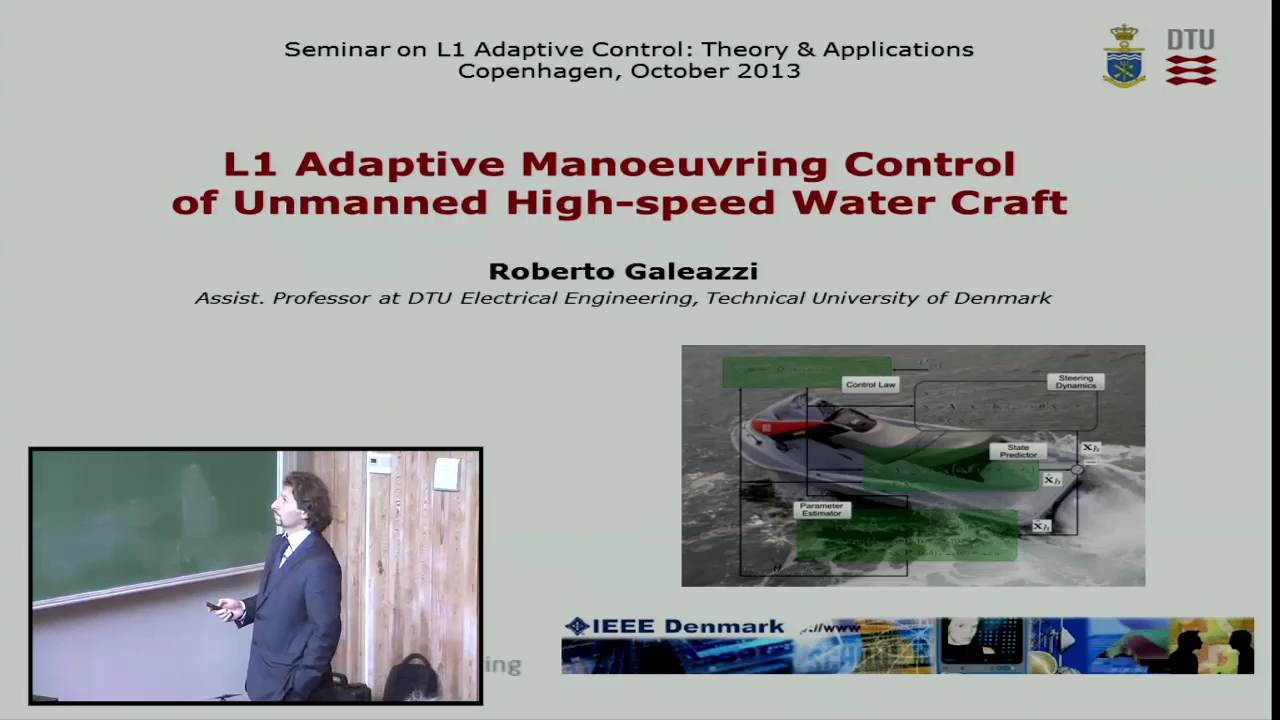 Seminar on L1 Adaptive Control: Theory & Applications
Copenhagen, October 2013
DTU
L1 Adaptive Manoeuvring Control
of Unmanned High-speed Water Craft
Roberto Galeazzi
Assist. Professor at DTU Electrical Engineering, Technical University of Denmark
Control Law
Steering
Dynamics
State
Predictor
Parameter
Estimator
IEEE Denmark
://www
ing